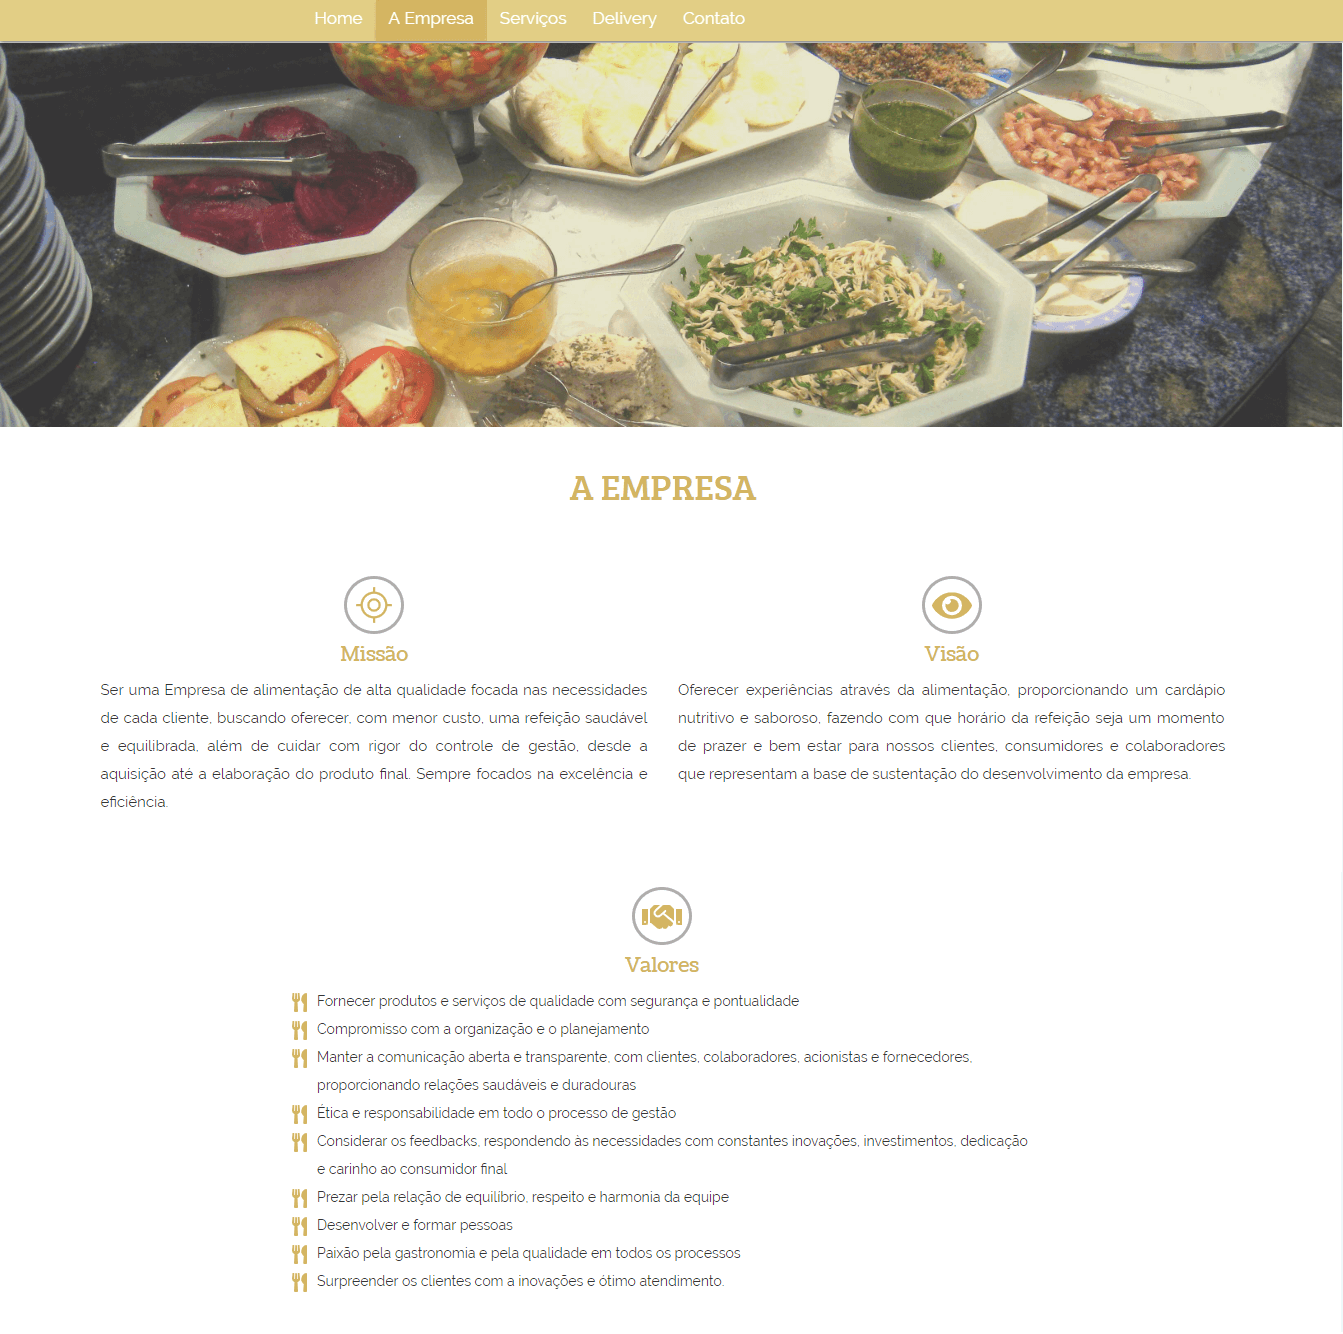 Home A Empresa Serviços Delivery Contato
A EMPRESA
Missão
Ser uma Empresa de alimentação de alta qualidade focada nas necessidades
de cada cliente, buscando oferecer, com menor custo, uma refeição saudável
e equilibrada, além de cuidar com rigor do controle de gestão, desde a
aquisição até a elaboração do produto final. Sempre focados na excelência e
eficiência.
Visão
Oferecer experiências através da alimentação, proporcionando um cardápio
nutritivo e saboroso, fazendo com que horário da refeição seja um momento
de prazer e bem estar para nossos clientes, consumidores e colaboradores
que representam a base de sustentação do desenvolvimento da empresa.
Valores
Fornecer produtos e serviços de qualidade com segurança e pontualidade
Compromisso com a organização e o planejamento
Manter a comunicação aberta e transparente, com clientes, colaboradores, acionistas e fornecedores,
proporcionando relações saudáveis e duradouras
Ética e responsabilidade em todo o processo de gestão
Considerar os feedbacks, respondendo às necessidades com constantes inovações, investimentos, dedicação
e carinho ao consumidor final
Prezar pela relação de equilíbrio, respeito e harmonia da equipe
Desenvolver e formar pessoas
Paixão pela gastronomia e pela qualidade em todos os processos
Surpreender os clientes com a inovações e ótimo atendimento.